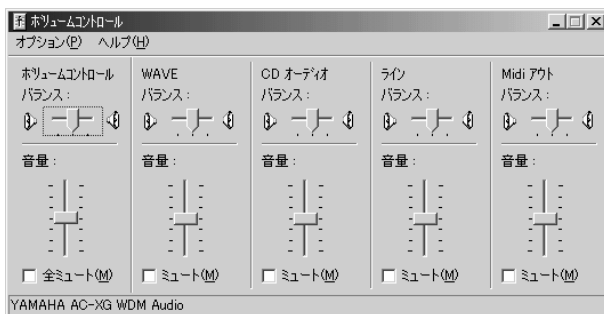 ボリュームコントロール
オプション(P) ヘルプ(H)
ボリュームコントロール
バランス:
音量:
全ミュート(M)
WAVE
バランス:
音量:
ミュート(M)
CD オーディオ
バランス:
音量:
ミュート(M)
ライン
バランス:
音量:
ミュート(M)
Midi アウト
バランス:
音量:
ミュート(M)
YAMAHA AC-XG WDM Audio